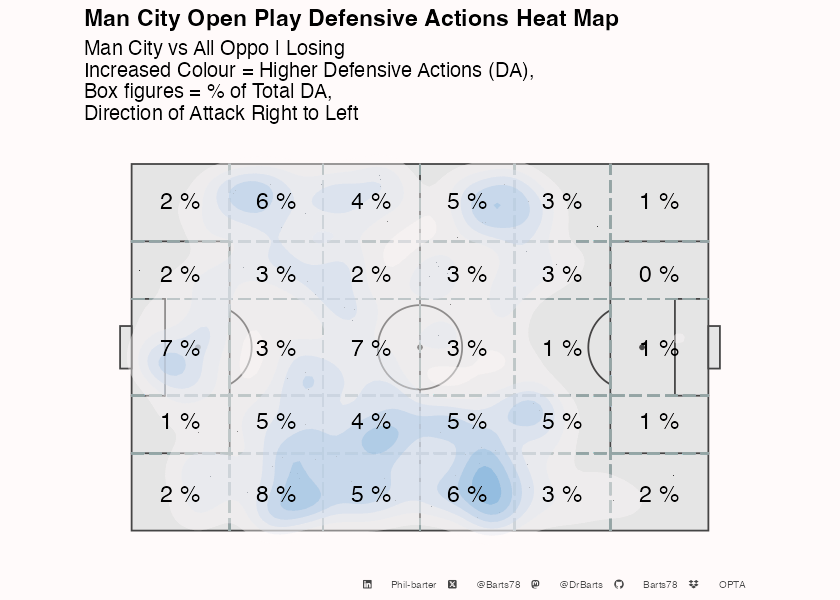 Man City Open Play Defensive Actions Heat Map
Man City vs All Oppo | Losing
Increased Colour = Higher Defensive Actions (DA),
Box figures = % of Total DA,
Direction of Attack Right to Left
2 % 6 % 4 % 5 % 3 % 1 %
2 % 3 % 2 % 3 % 3 % 0 %
7 % 3 % 7 % 3 % 1 % 1 %
1 % 5 % 4 % 5 % 5 % 1 %
2 % 8 % 5 % 6 % 3 % 2 %
Phil-barter @Barts78 @DrBarts Barts78 OPTA